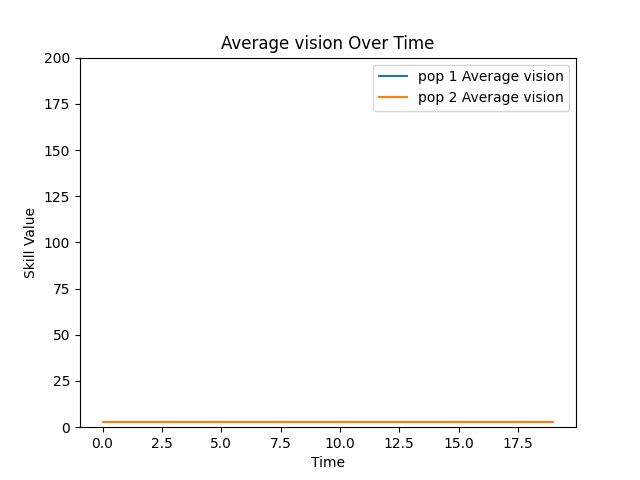 Average vision Over Time
pop 1 Average vision
pop 2 Average vision
200
175
150
125
100
75
50
25
0
Skill Value
0.0 2.5 5.0 7.5 10.0 12.5 15.0 17.5
Time